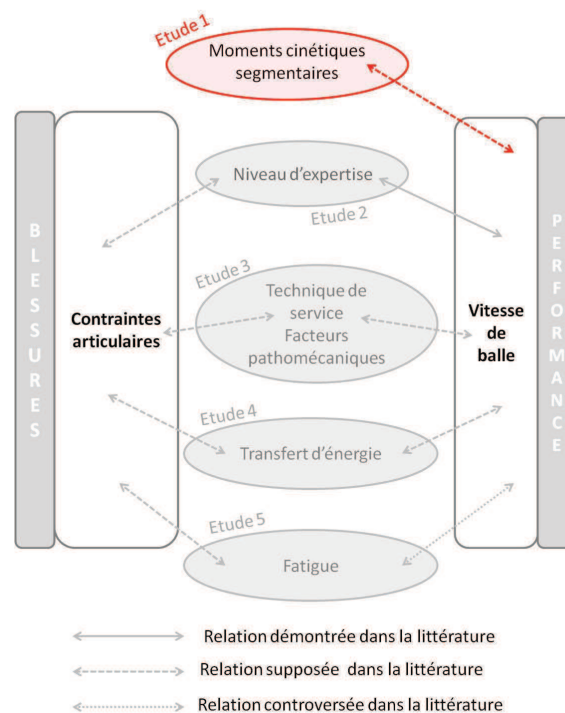 Etude 1
Moments cinétiques
segmentaires
Niveau d'expertise
Etude 2
Etude 3
Technique de
service
Facteurs
pathomécaniques
BLESSURES
Contraintes
articulaires
Vitesse
de
balle
PERFORMANCE
Etude 4
Transfert d'énergie
Etude 5
Fatigue
Relation démontrée dans la littérature
Relation supposée dans la littérature
Relation controversée dans la littérature